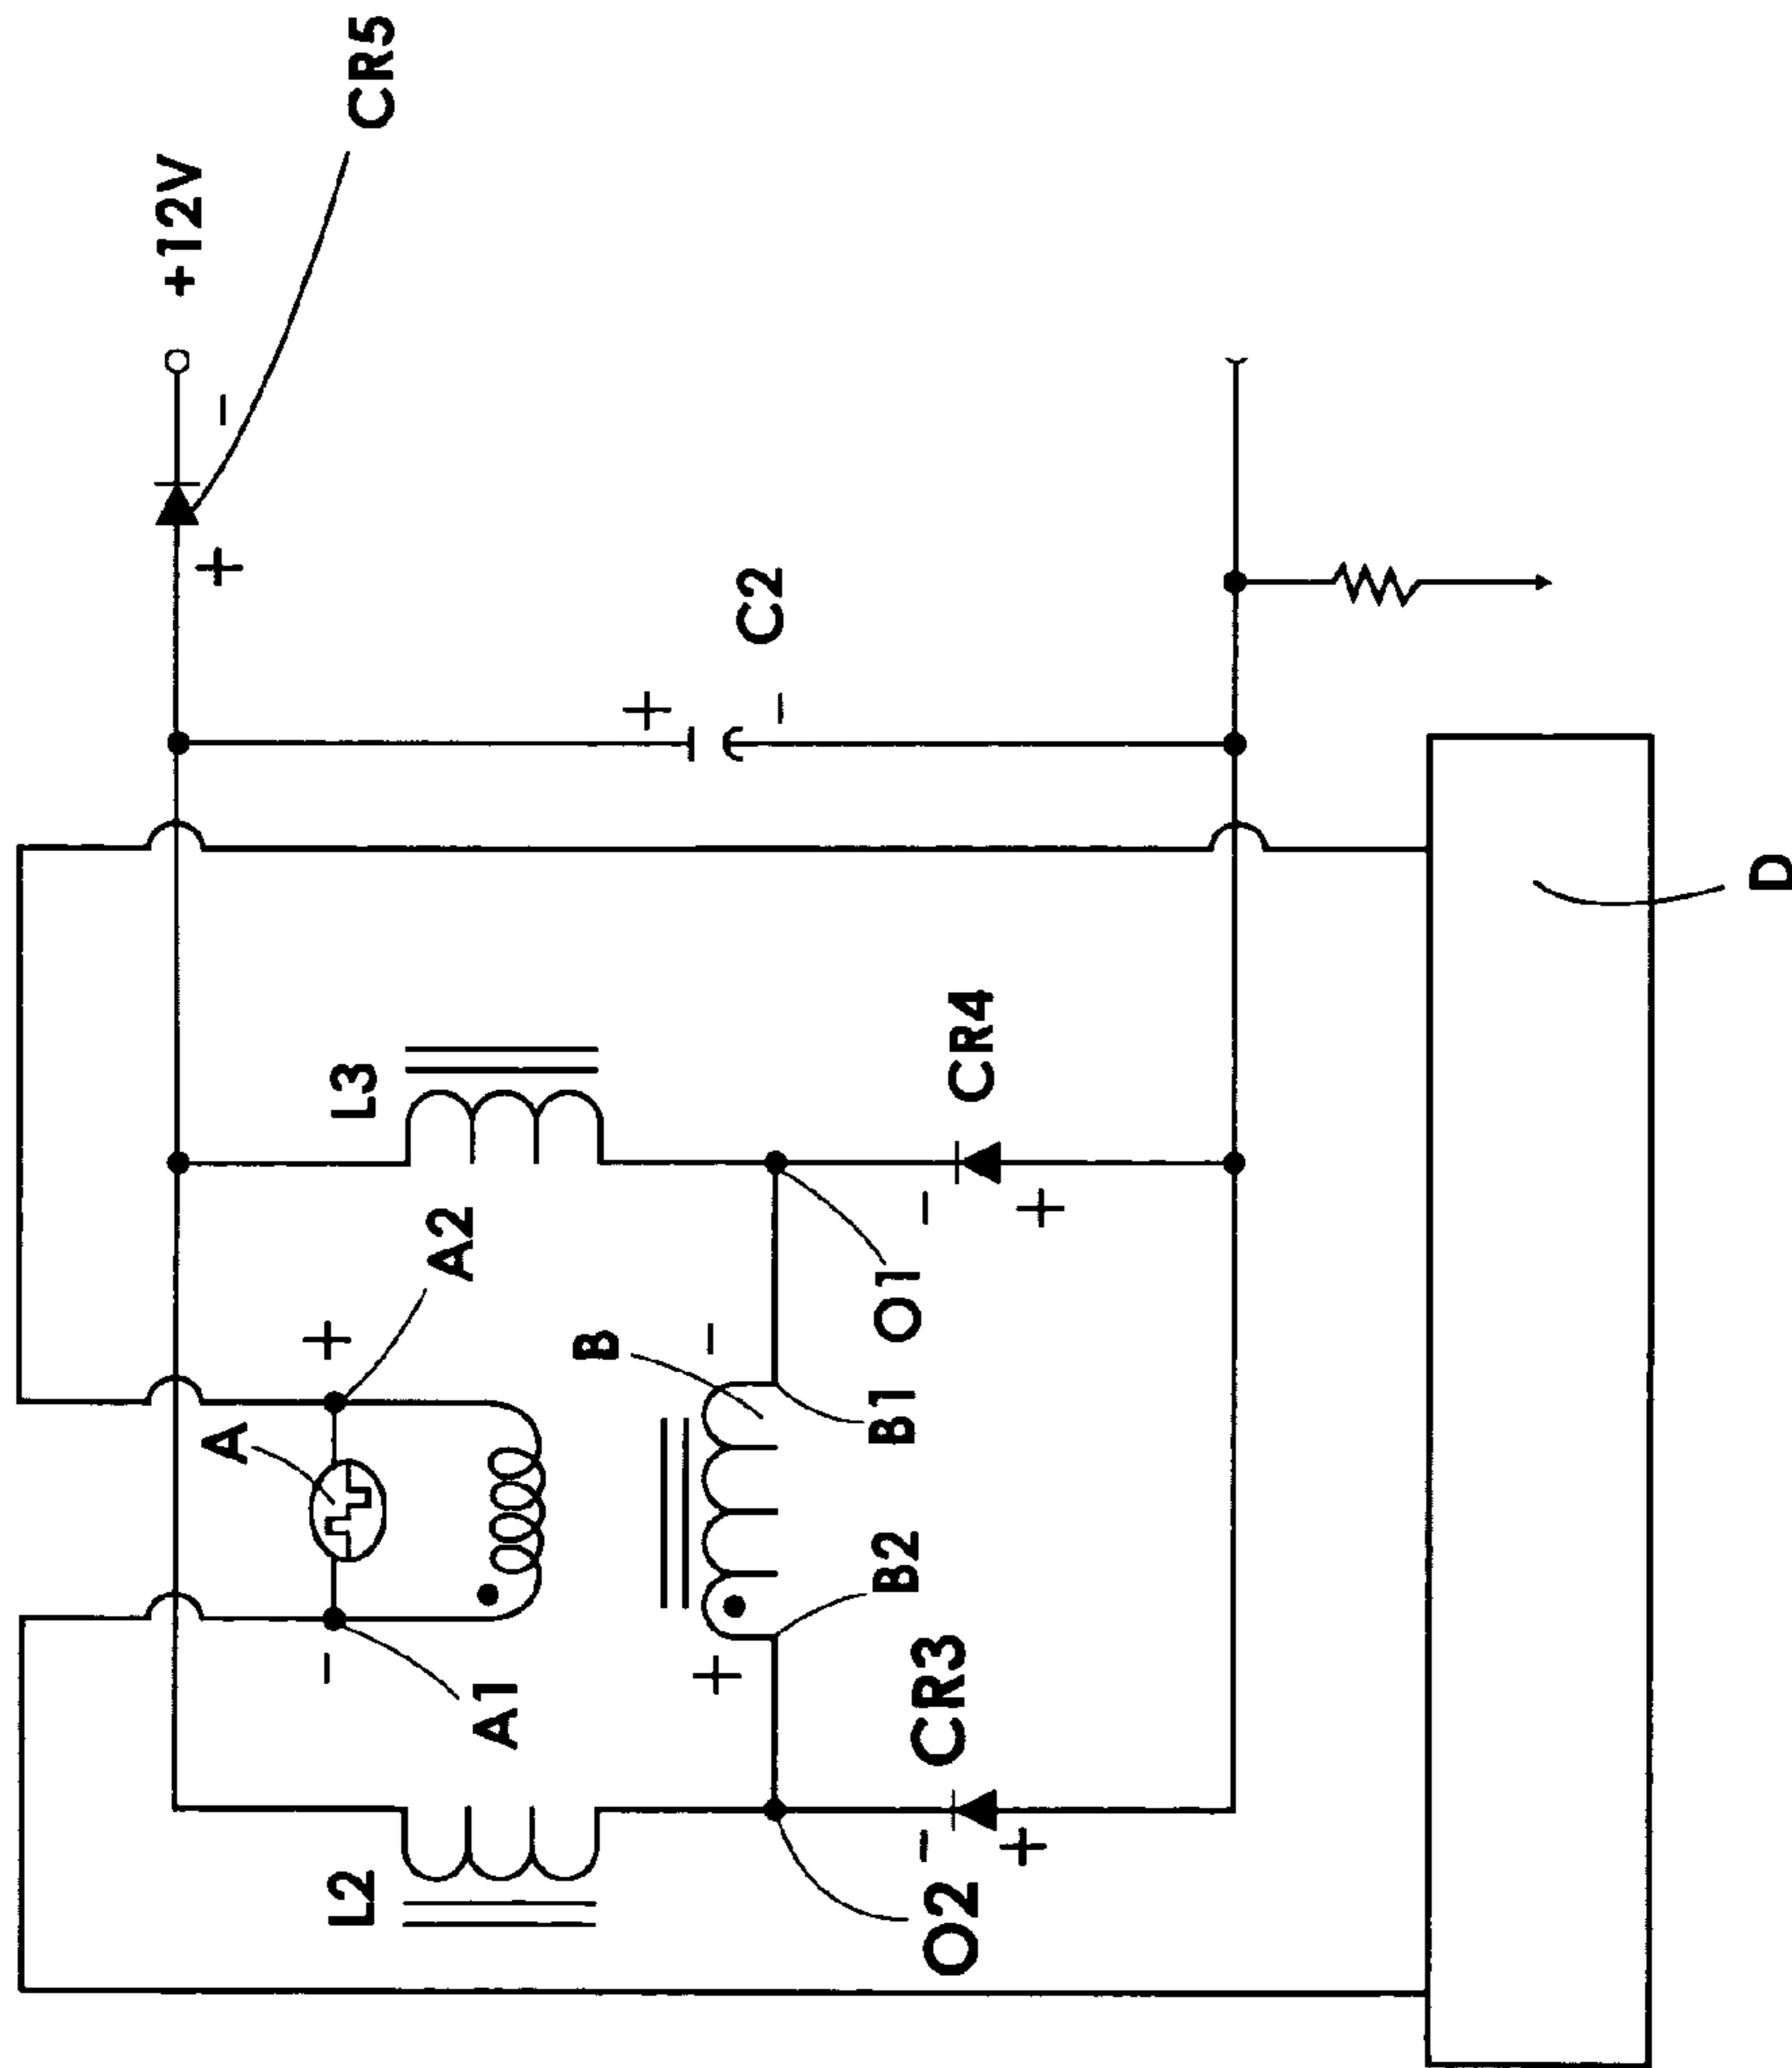 CR5
+12V
+
-
C2
+
-
D
L3
CR4
-
+
A2
+
A
B
-
O1
B1
B2
-
A1
+
CR3
-
+
L2
O2